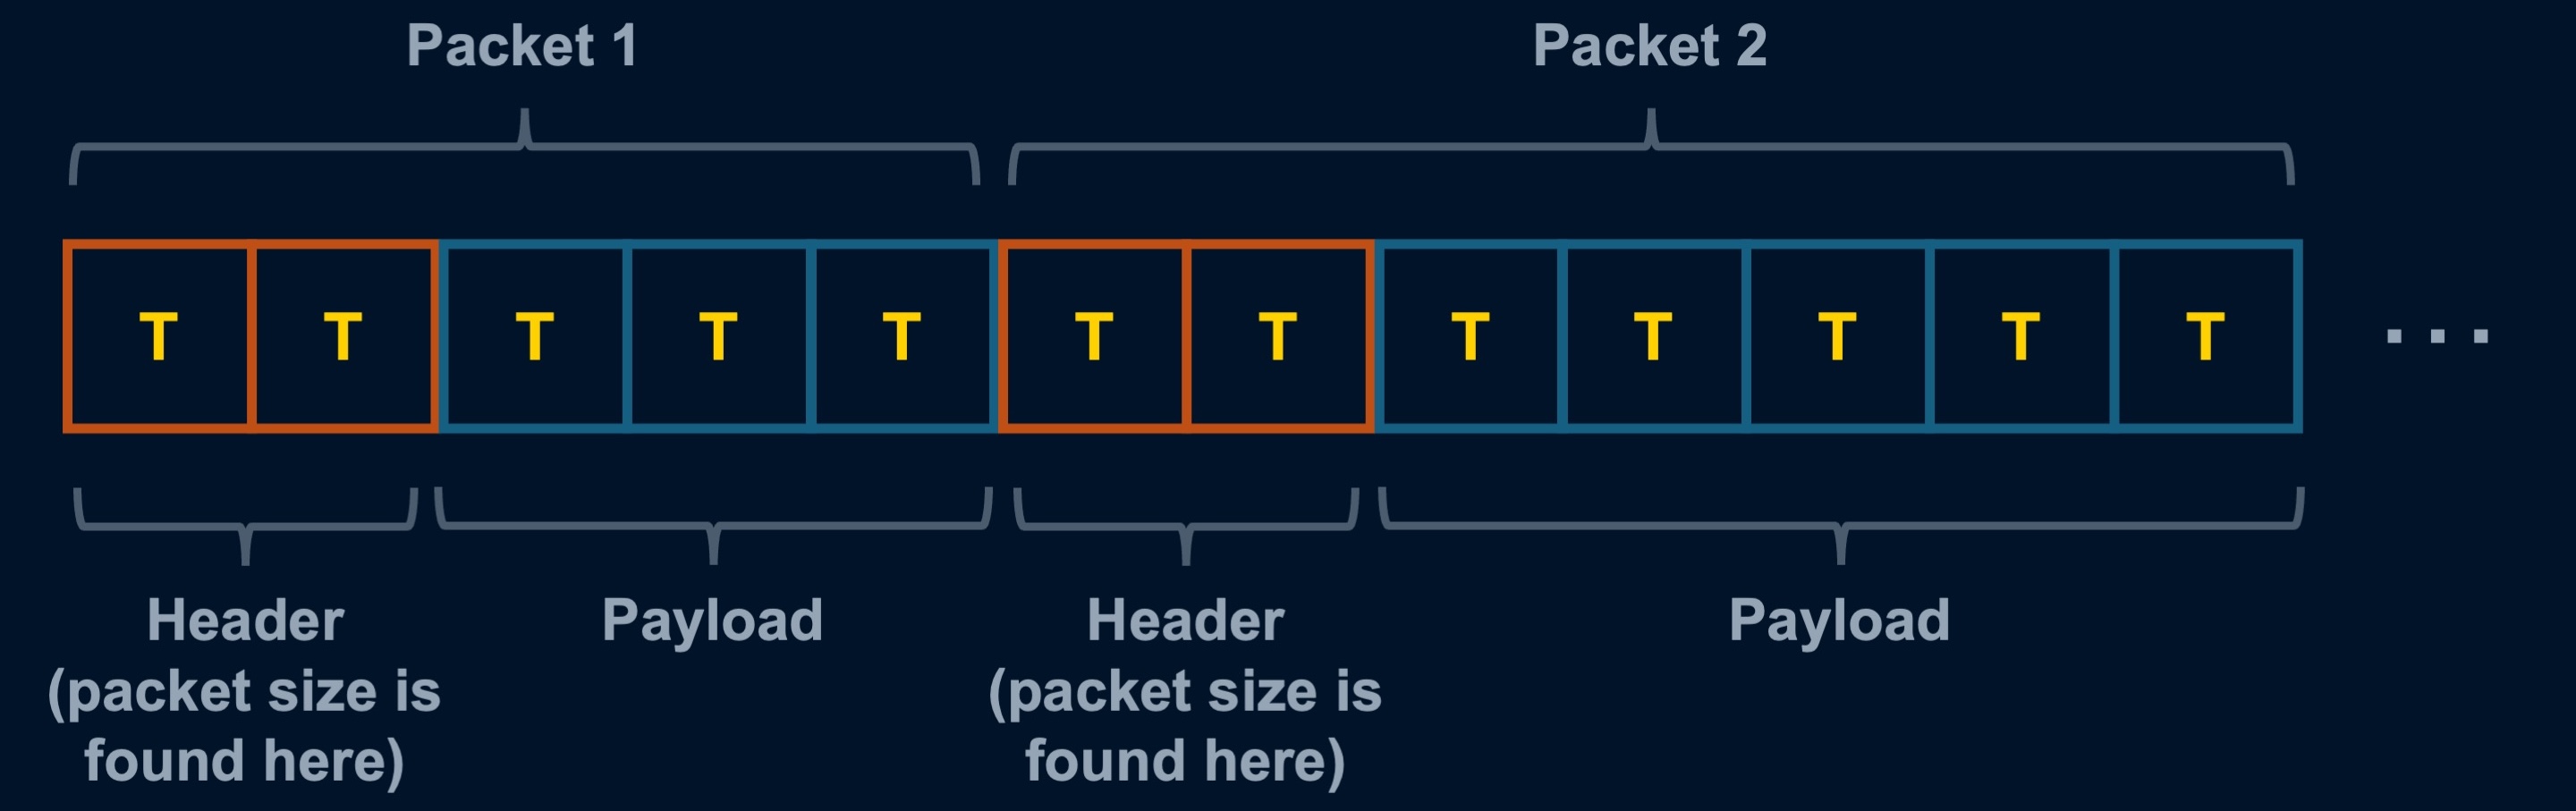 Packet 1
Packet 2
T T T T T T T T T T T T ...
Header
(packet size is
found here)
Payload
Header
(packet size is
found here)
Payload